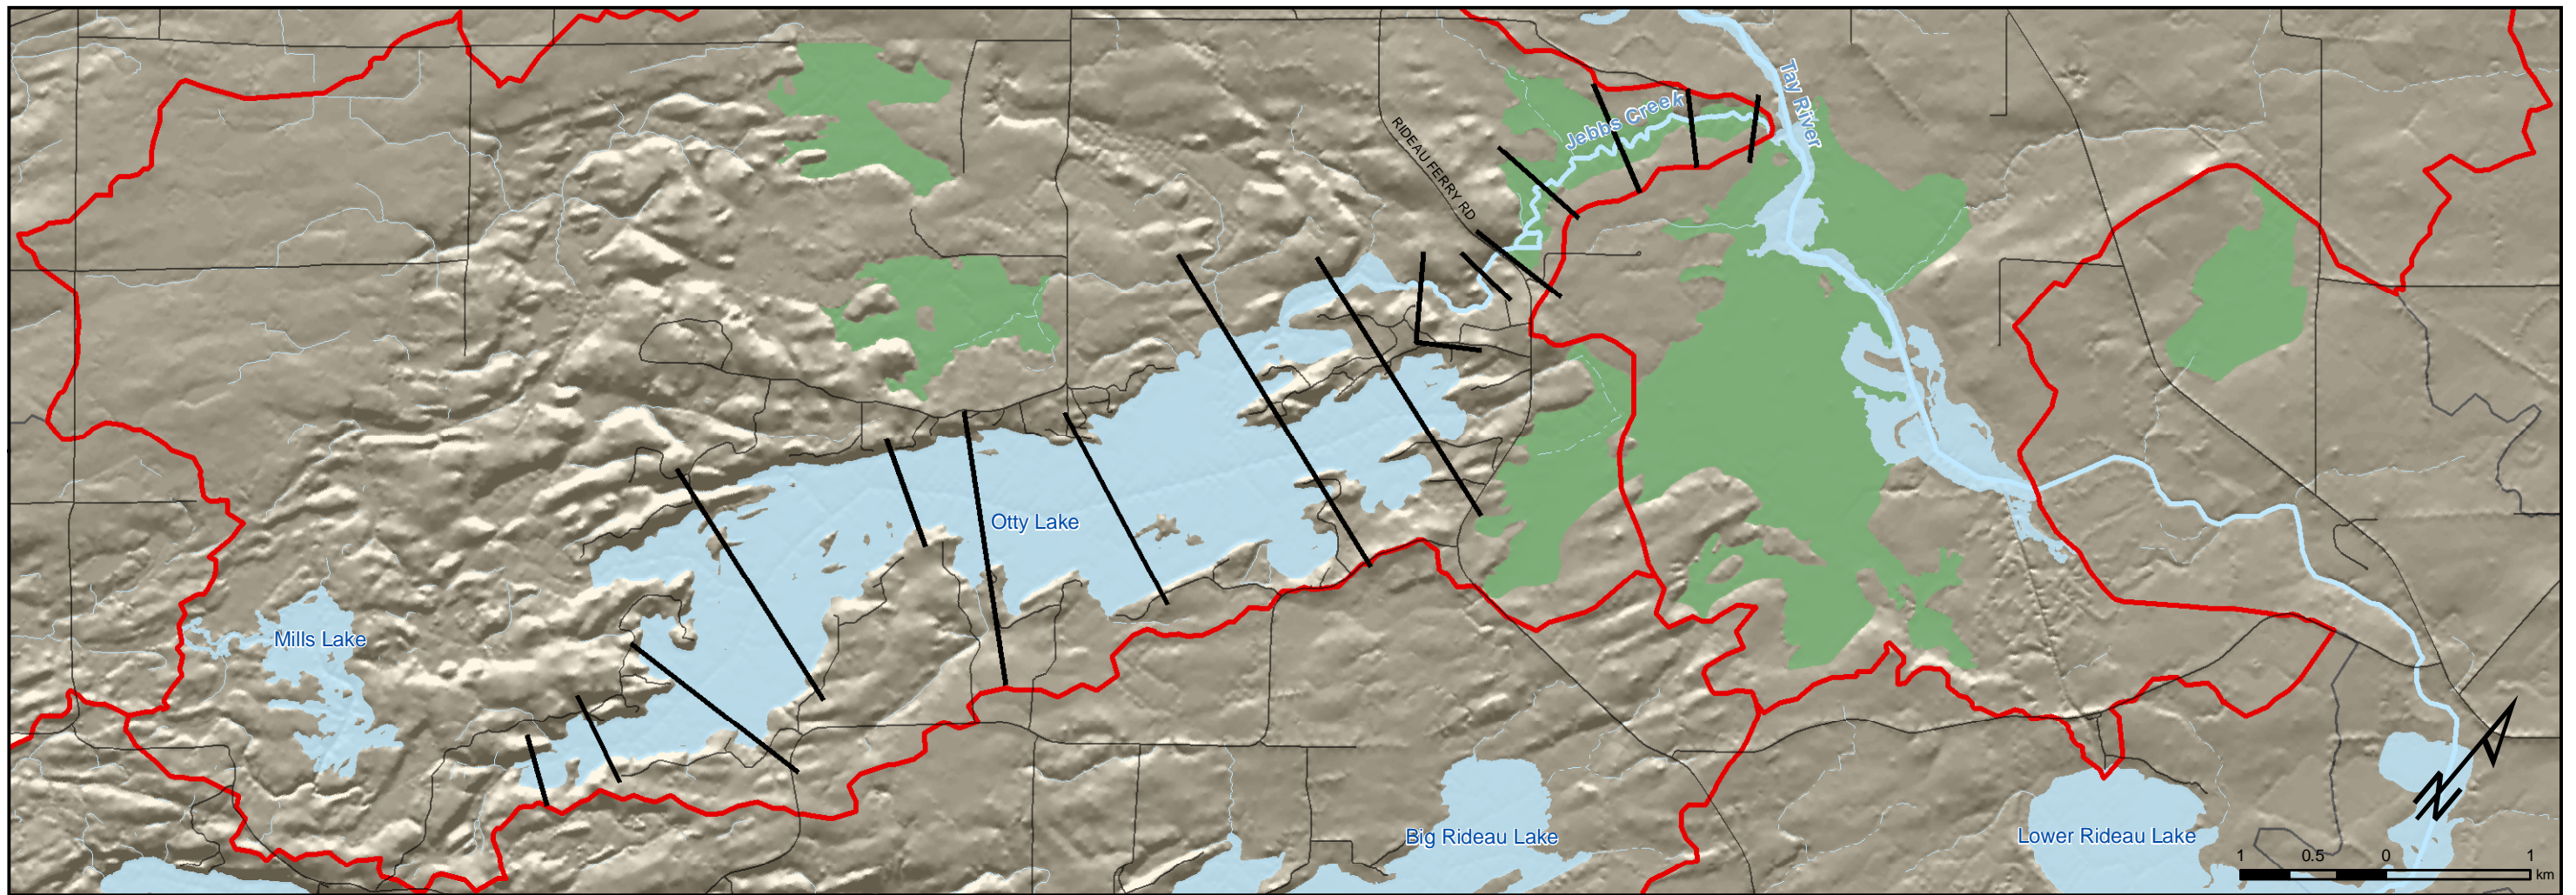 Tay River
Jebbs Creek
RIDEAU FERRY RD
Otty Lake
Mills Lake
Big Rideau Lake
Lower Rideau Lake
N
1 0.5 0 1
km